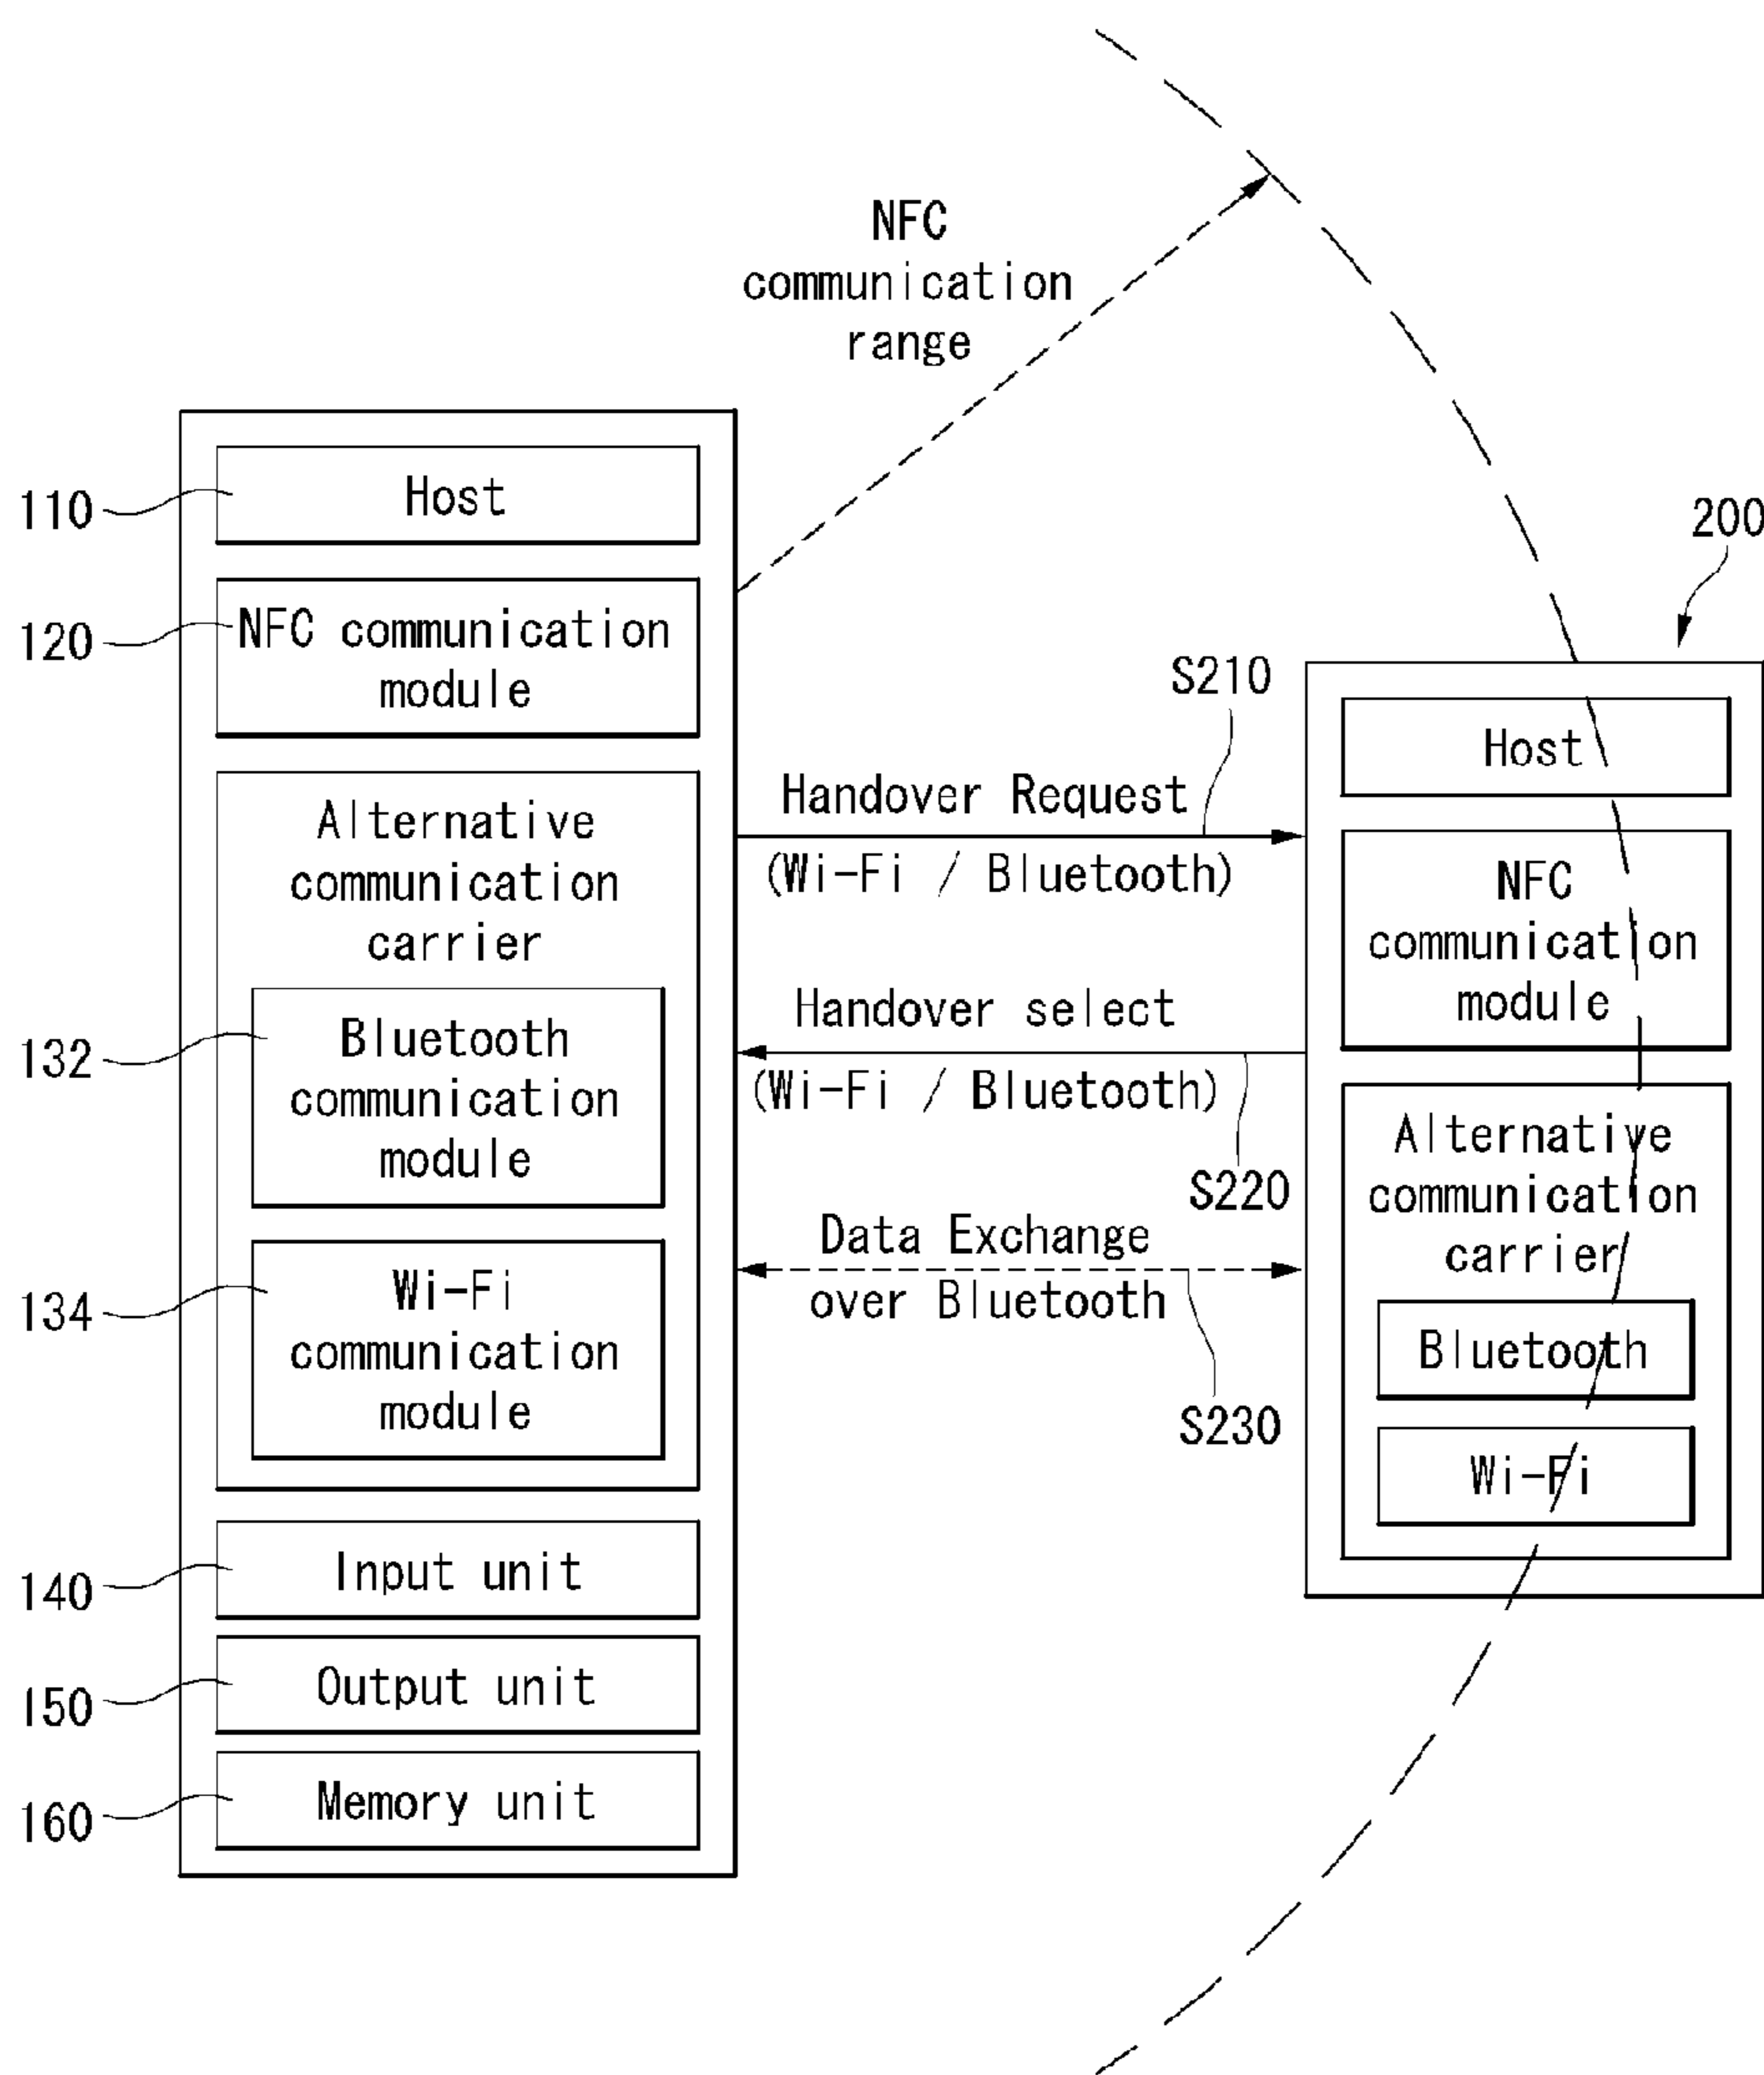 NFC
communication
range
110
Host
120
NFC communication
module
Alternative
communication
carrier
132
Bluetooth
communication
module
134
Wi-Fi
communication
module
140
Input unit
150
Output unit
160
Memory unit
S210
Handover Request
(Wi-Fi / Bluetooth)
Handover select
(Wi-Fi / Bluetooth)
S220
Data Exchange
over Bluetooth
S230
200
Host
NFC
communication
module
Alternative
communication
carrier
Bluetooth
Wi-Fi